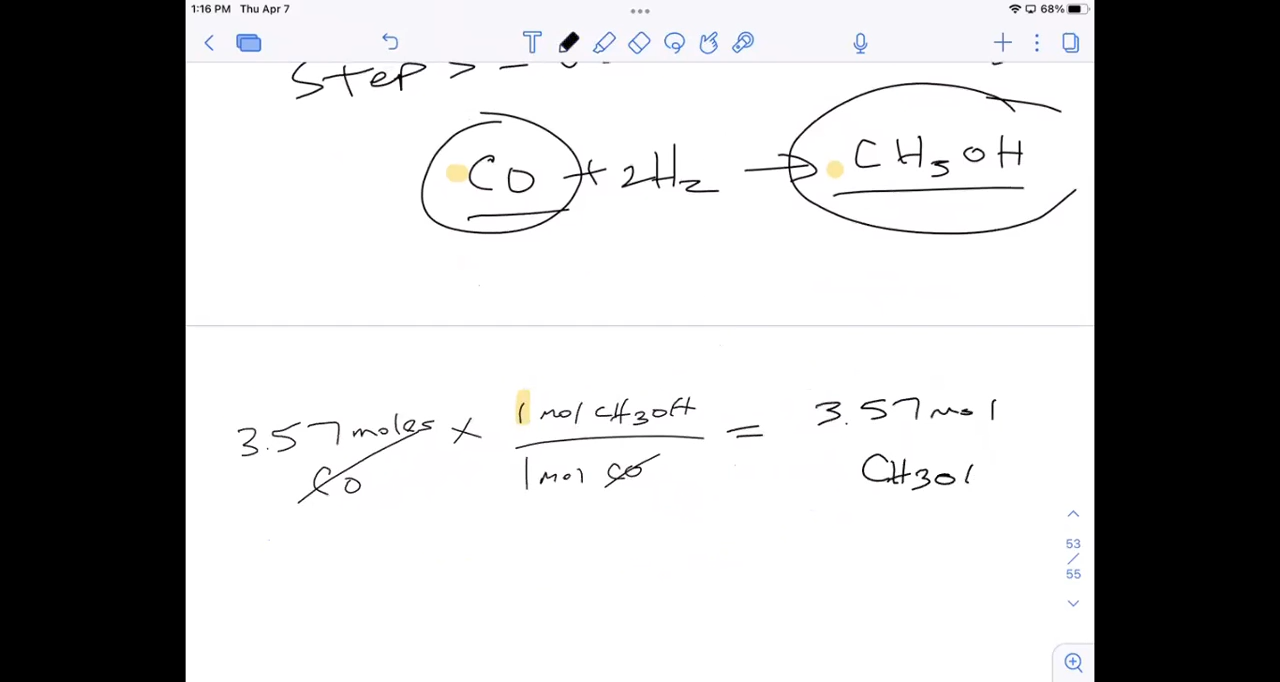 1:16 PM Thu Apr 7
68%
T
Step
CO + 2H2 → CH3OH
3.57 moles CO × 1 mol CH3OH / 1 mol CO = 3.57 mol CH3O
53
/
55